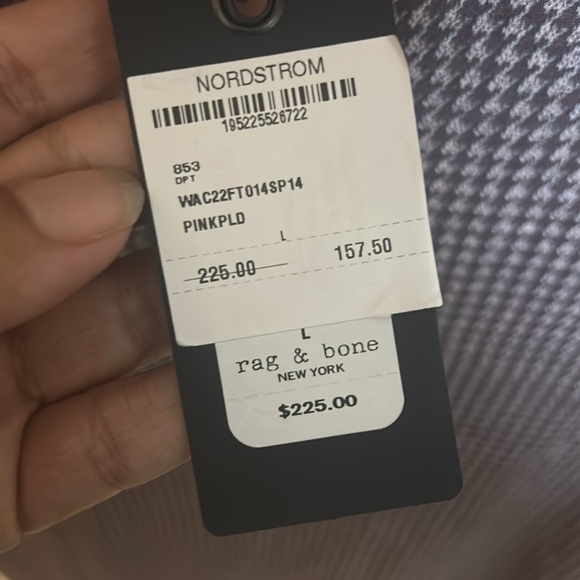 NORDSTROM
195225526722
853
DPT
WAC22FT014SP14
PINKPLD
L
225.00 157.50
L
rag & bone
NEW YORK
$225.00